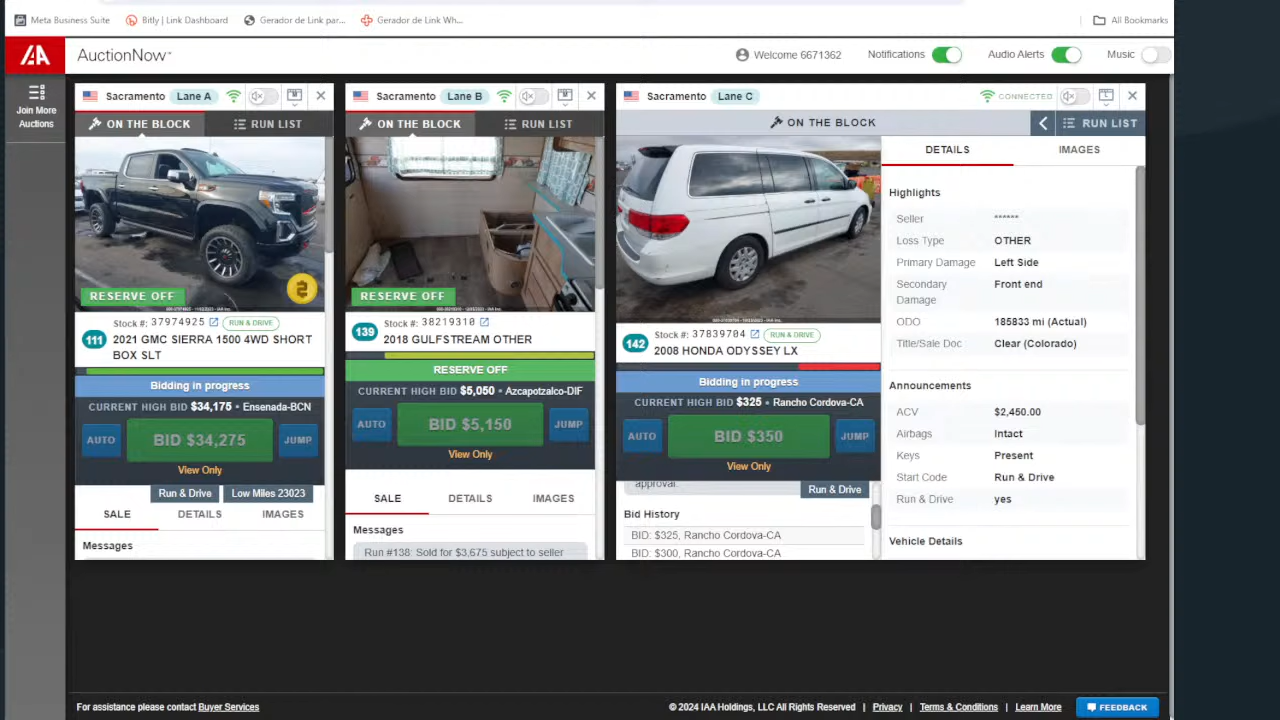 Meta Business Suite
Bitly | Link Dashboard
Gerador de Link par...
Gerador de Link Wh...
All Bookmarks
IAA
AuctionNow™
Welcome 6671362
Notifications
Audio Alerts
Music
Join More
Auctions
Sacramento Lane A
ON THE BLOCK
RUN LIST
RESERVE OFF
111
Stock #: 37974925
RUN & DRIVE
2021 GMC SIERRA 1500 4WD SHORT
BOX SLT
Bidding in progress
CURRENT HIGH BID $34,175 • Ensenada-BCN
AUTO
BID $34,275
JUMP
View Only
Run & Drive
Low Miles 23023
SALE
DETAILS
IMAGES
Messages
Sacramento Lane B
ON THE BLOCK
RUN LIST
RESERVE OFF
139
Stock #: 38219310
2018 GULFSTREAM OTHER
RESERVE OFF
CURRENT HIGH BID $5,050 • Azcapotzalco-DIF
AUTO
BID $5,150
JUMP
View Only
SALE
DETAILS
IMAGES
Messages
Run #138: Sold for $3,675 subject to seller
Sacramento Lane C
CONNECTED
ON THE BLOCK
RUN LIST
142
Stock #: 37839704
RUN & DRIVE
2008 HONDA ODYSSEY LX
Bidding in progress
CURRENT HIGH BID $325 • Rancho Cordova-CA
AUTO
BID $350
JUMP
View Only
approval.
Run & Drive
Bid History
BID: $325, Rancho Cordova-CA
BID: $300, Rancho Cordova-CA
DETAILS
IMAGES
Highlights
Seller ******
Loss Type OTHER
Primary Damage Left Side
Secondary Damage Front end
ODO 185833 mi (Actual)
Title/Sale Doc Clear (Colorado)
Announcements
ACV $2,450.00
Airbags Intact
Keys Present
Start Code Run & Drive
Run & Drive yes
Vehicle Details
For assistance please contact Buyer Services
© 2024 IAA Holdings, LLC All Rights Reserved | Privacy | Terms & Conditions | Learn More
FEEDBACK